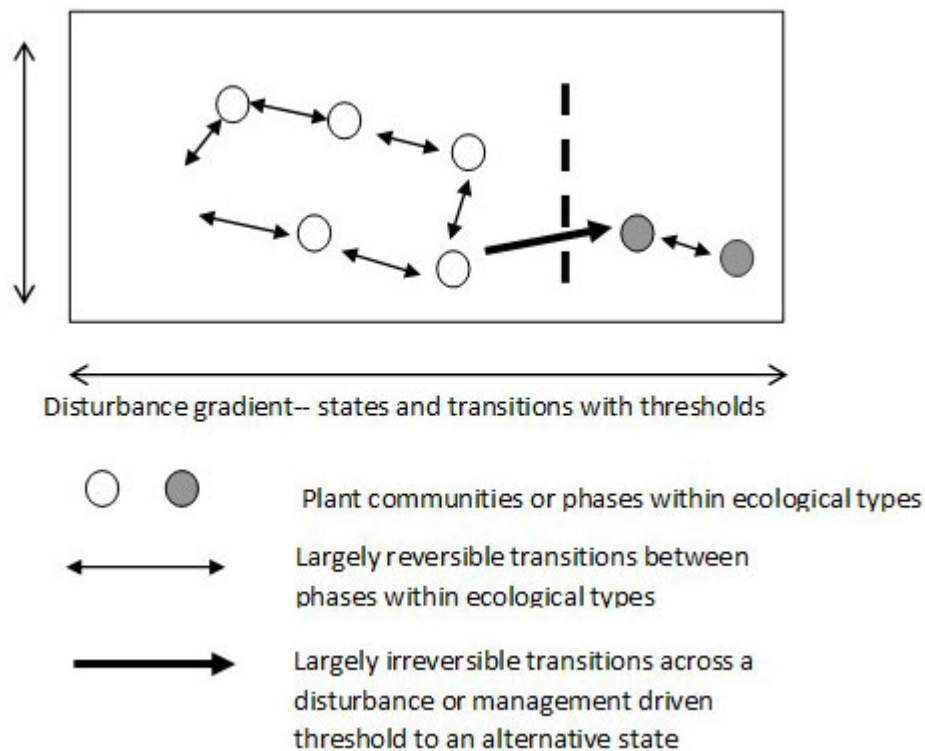 Disturbance gradient-- states and transitions with thresholds
Plant communities or phases within ecological types
Largely reversible transitions between
phases within ecological types
Largely irreversible transitions across a
disturbance or management driven
threshold to an alternative state